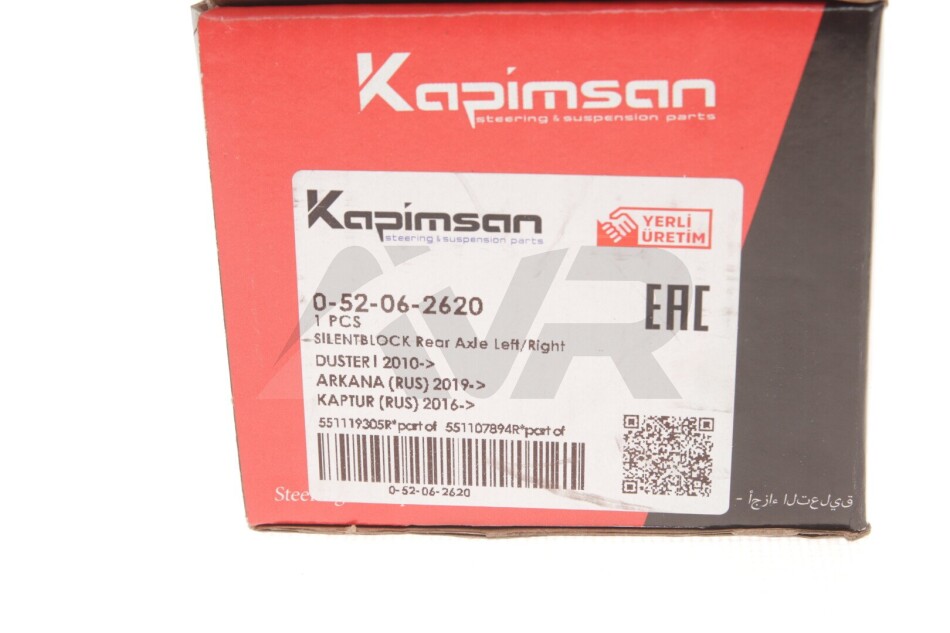 Kapimsan
steering & suspension parts
Kapimsan
steering & suspension parts
YERLİ
ÜRETİM
0-52-06-2620
1 PCS
SILENTBLOCK Rear Axle Left/Right
EAC
DUSTER I 2010->
ARKANA (RUS) 2019->
KAPTUR (RUS) 2016->
551119305R*part of 551107894R*part of
0-52-06-2620
AVR
- أجزاء التعليق